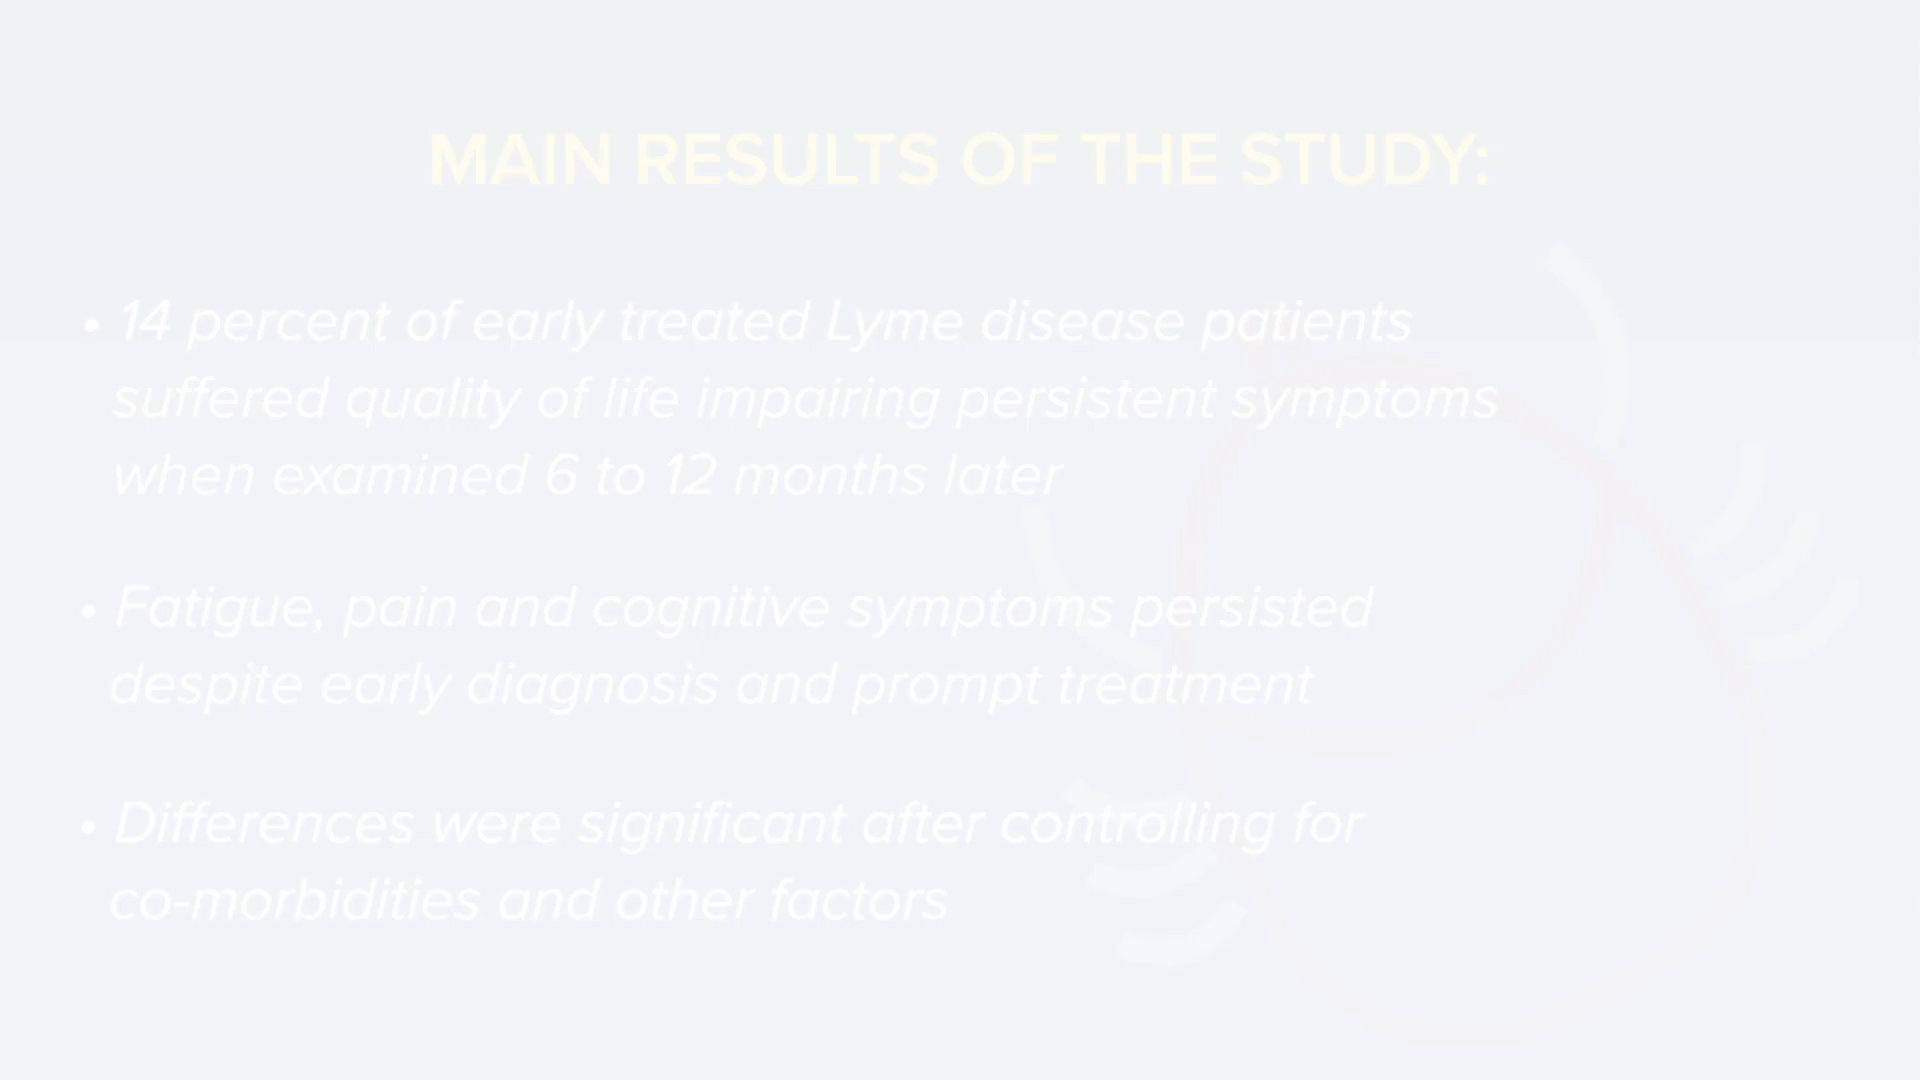 MAIN RESULTS OF THE STUDY:
• 14 percent of early treated Lyme disease patients
suffered quality of life impairing persistent symptoms
when examined 6 to 12 months later
• Fatigue, pain and cognitive symptoms persisted
despite early diagnosis and prompt treatment
• Differences were significant after controlling for
co-morbidities and other factors